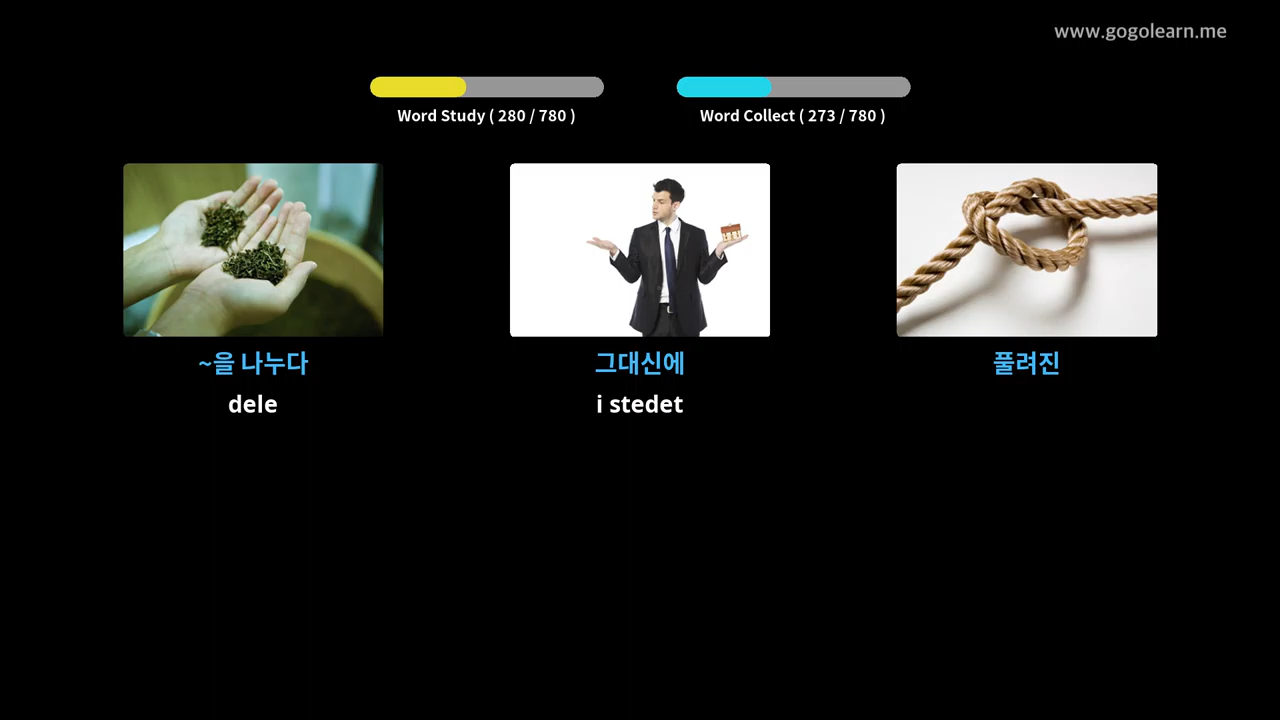 www.gogolearn.me
Word Study ( 280 / 780 )
Word Collect ( 273 / 780 )
~을 나누다
dele
그대신에
i stedet
풀려진